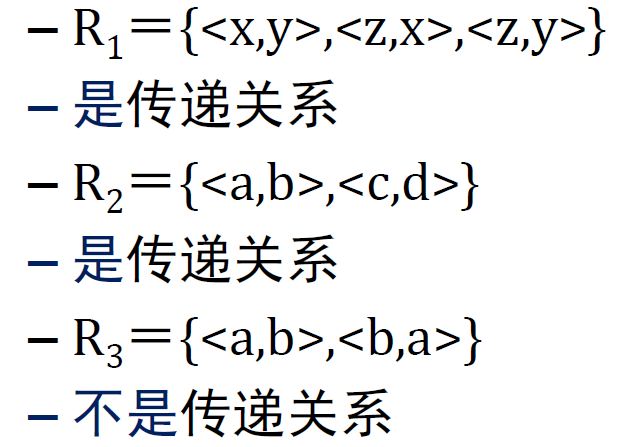 – R₁＝{<x,y>,<z,x>,<z,y>}
– 是传递关系
– R₂＝{<a,b>,<c,d>}
– 是传递关系
– R₃＝{<a,b>,<b,a>}
– 不是传递关系